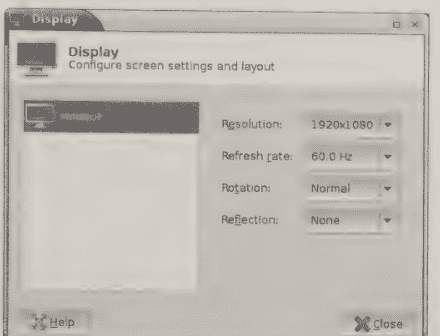 Display
Display
Configure screen settings and layout
Resolution: 1920x1080
Refresh rate: 60.0 Hz
Rotation: Normal
Reflection: None
Help
Close